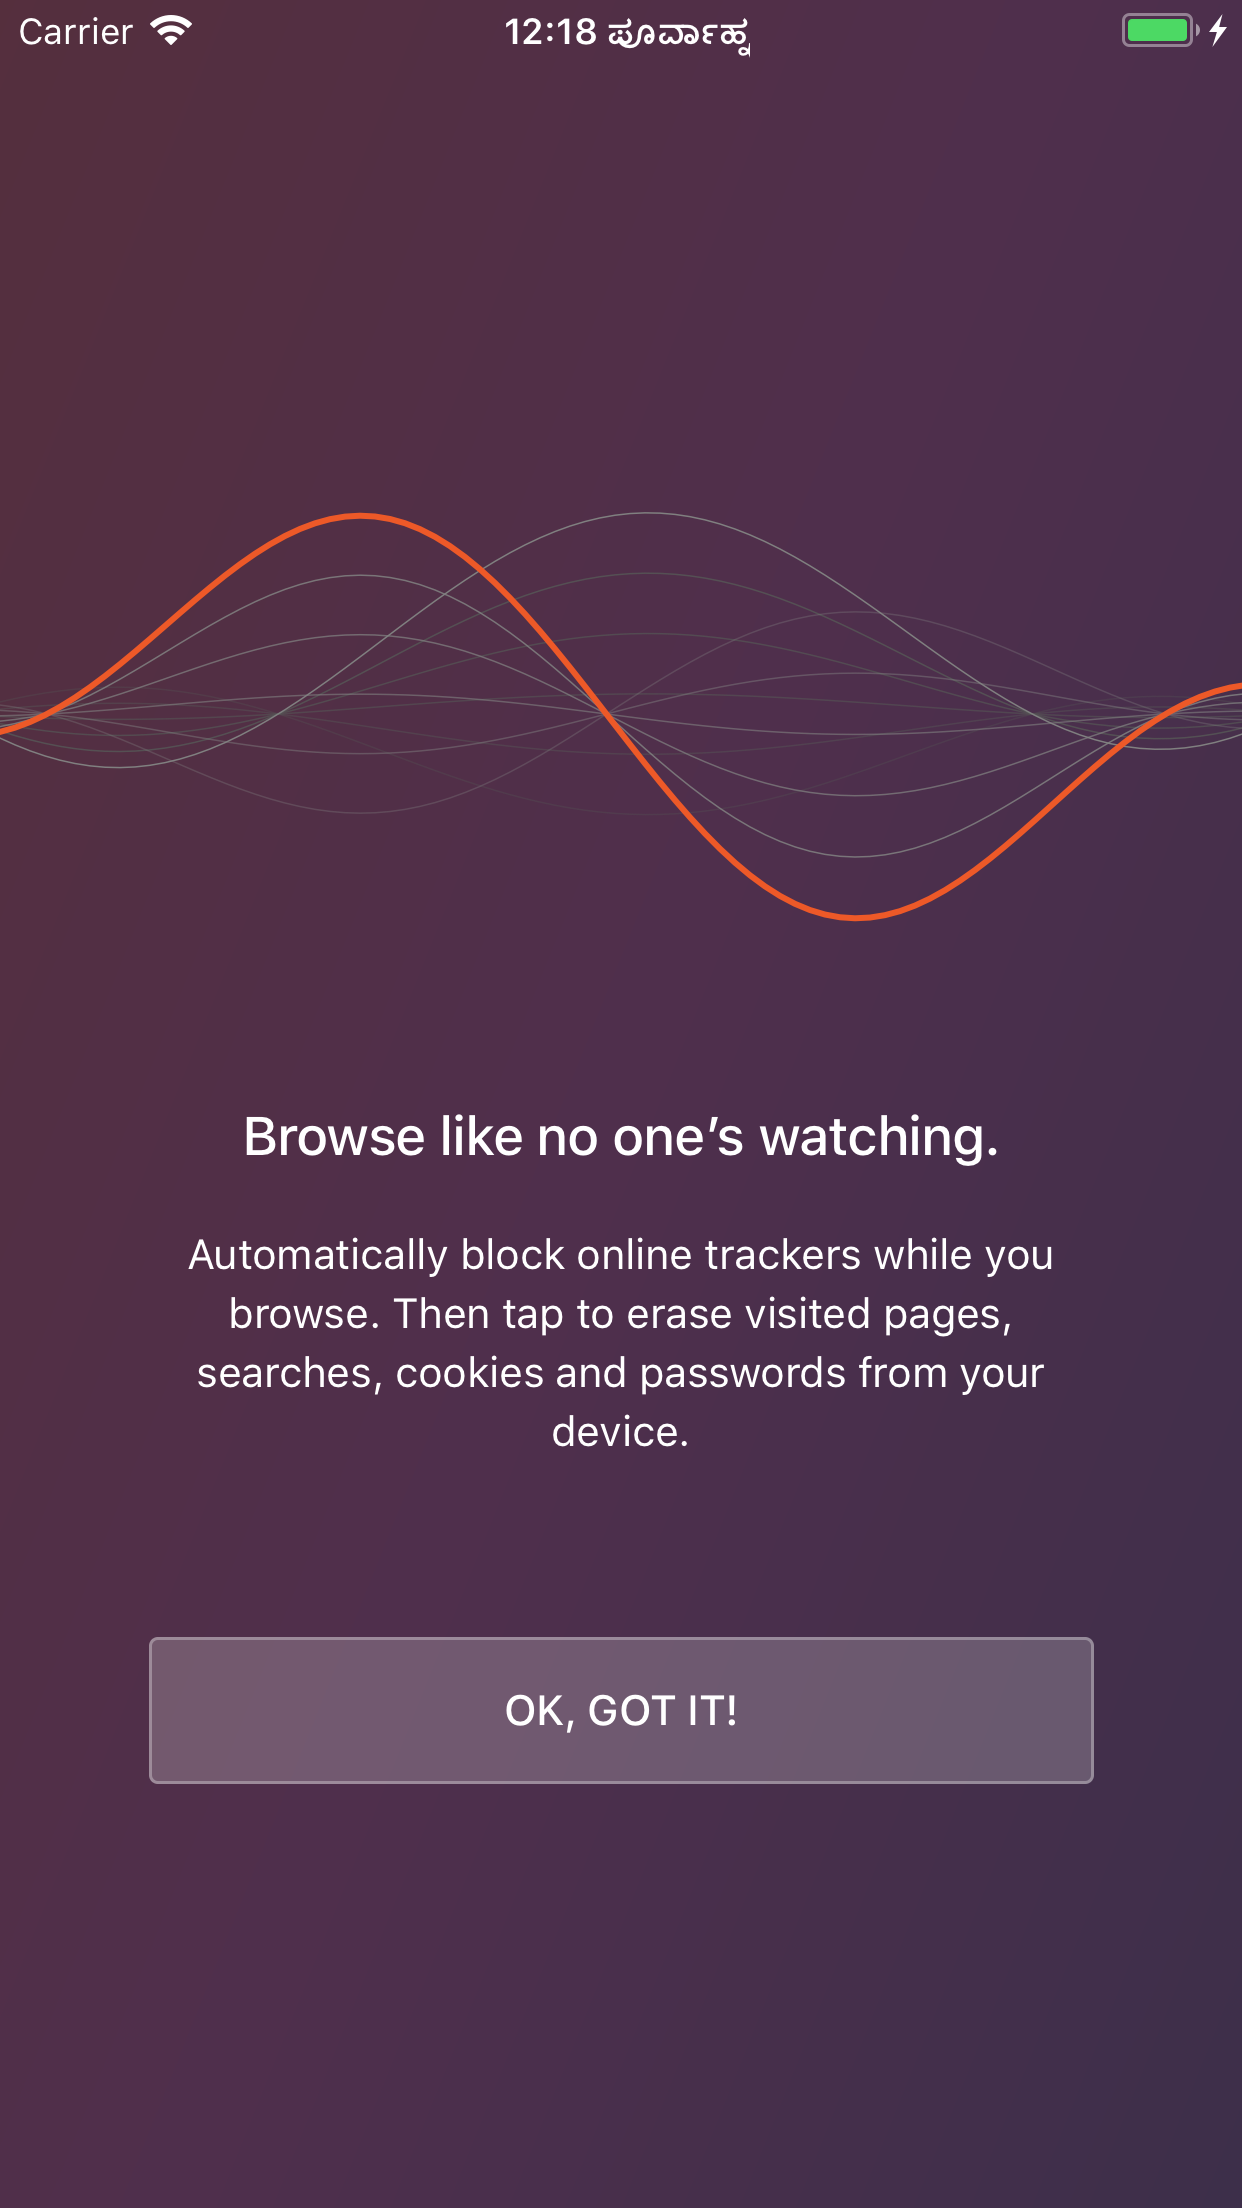 Carrier 12:18 ಪೂರ್ವಾಹ್ನ
Browse like no one’s watching.
Automatically block online trackers while you
browse. Then tap to erase visited pages,
searches, cookies and passwords from your
device.
OK, GOT IT!